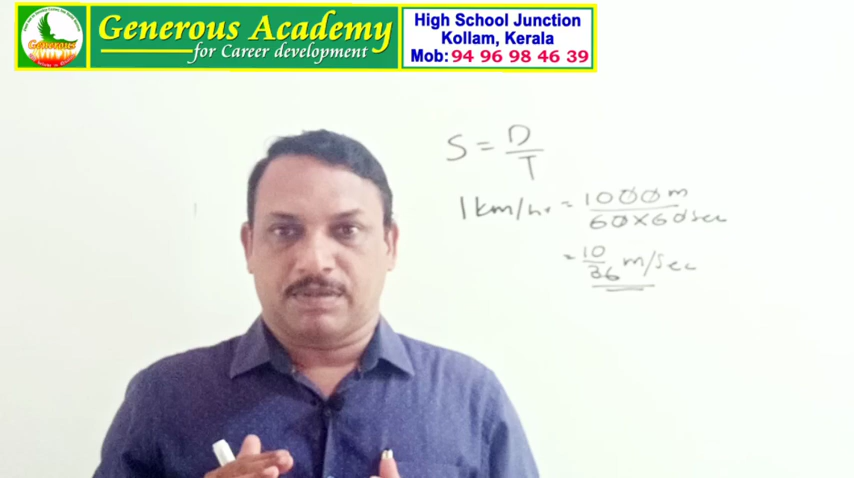 Generous Academy
for Career development
High School Junction
Kollam, Kerala
Mob: 94 96 98 46 39
Generous
S = D/T
1 km/hr = 1000 m / 60 × 60 sec
= 10/36 m/sec